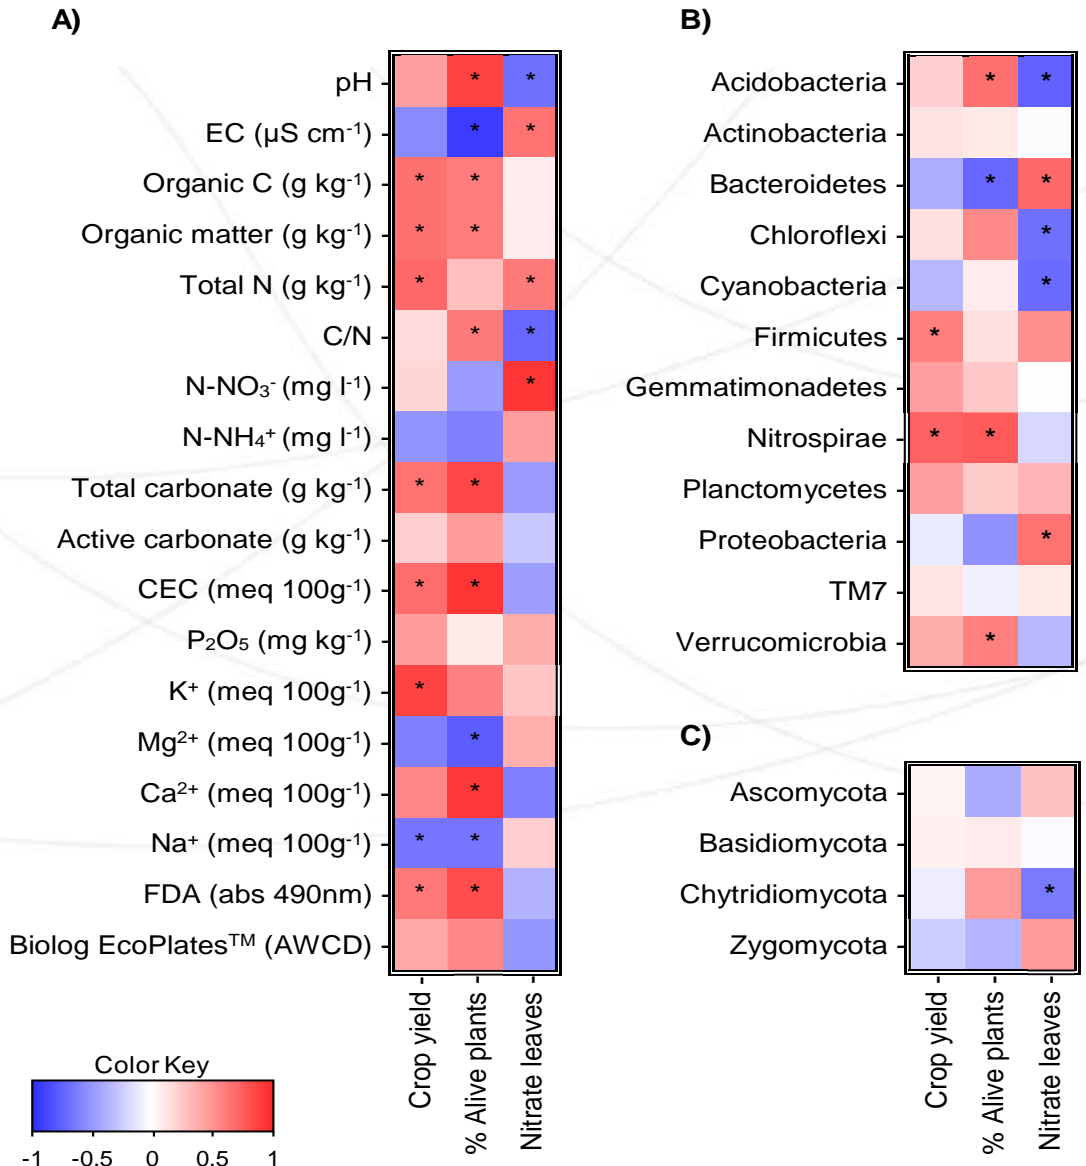 A)
pH
EC (µS cm⁻¹)
Organic C (g kg⁻¹)
Organic matter (g kg⁻¹)
Total N (g kg⁻¹)
C/N
N-NO₃⁻ (mg l⁻¹)
N-NH₄⁺ (mg l⁻¹)
Total carbonate (g kg⁻¹)
Active carbonate (g kg⁻¹)
CEC (meq 100g⁻¹)
P₂O₅ (mg kg⁻¹)
K⁺ (meq 100g⁻¹)
Mg²⁺ (meq 100g⁻¹)
Ca²⁺ (meq 100g⁻¹)
Na⁺ (meq 100g⁻¹)
FDA (abs 490nm)
Biolog EcoPlates™ (AWCD)
* *
* *
* *
* *
* *
* *
*
* *
* *
*
*
*
* *
* *
Crop yield
% Alive plants
Nitrate leaves
Color Key
-1 -0.5 0 0.5 1
B)
Acidobacteria
Actinobacteria
Bacteroidetes
Chloroflexi
Cyanobacteria
Firmicutes
Gemmatimonadetes
Nitrospirae
Planctomycetes
Proteobacteria
TM7
Verrucomicrobia
* *
* *
*
*
*
* *
*
*
C)
Ascomycota
Basidiomycota
Chytridiomycota
Zygomycota
*
Crop yield
% Alive plants
Nitrate leaves